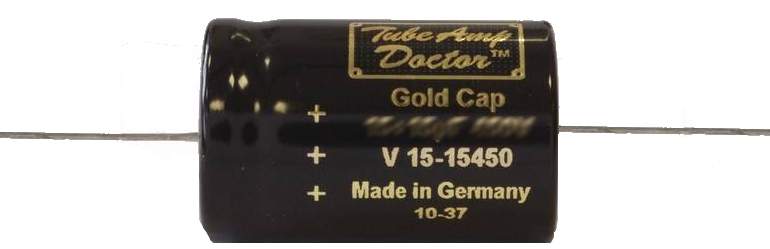 Tube Amp
Doctor™
Gold Cap
+
+ V 15-15450
+ Made in Germany
10-37